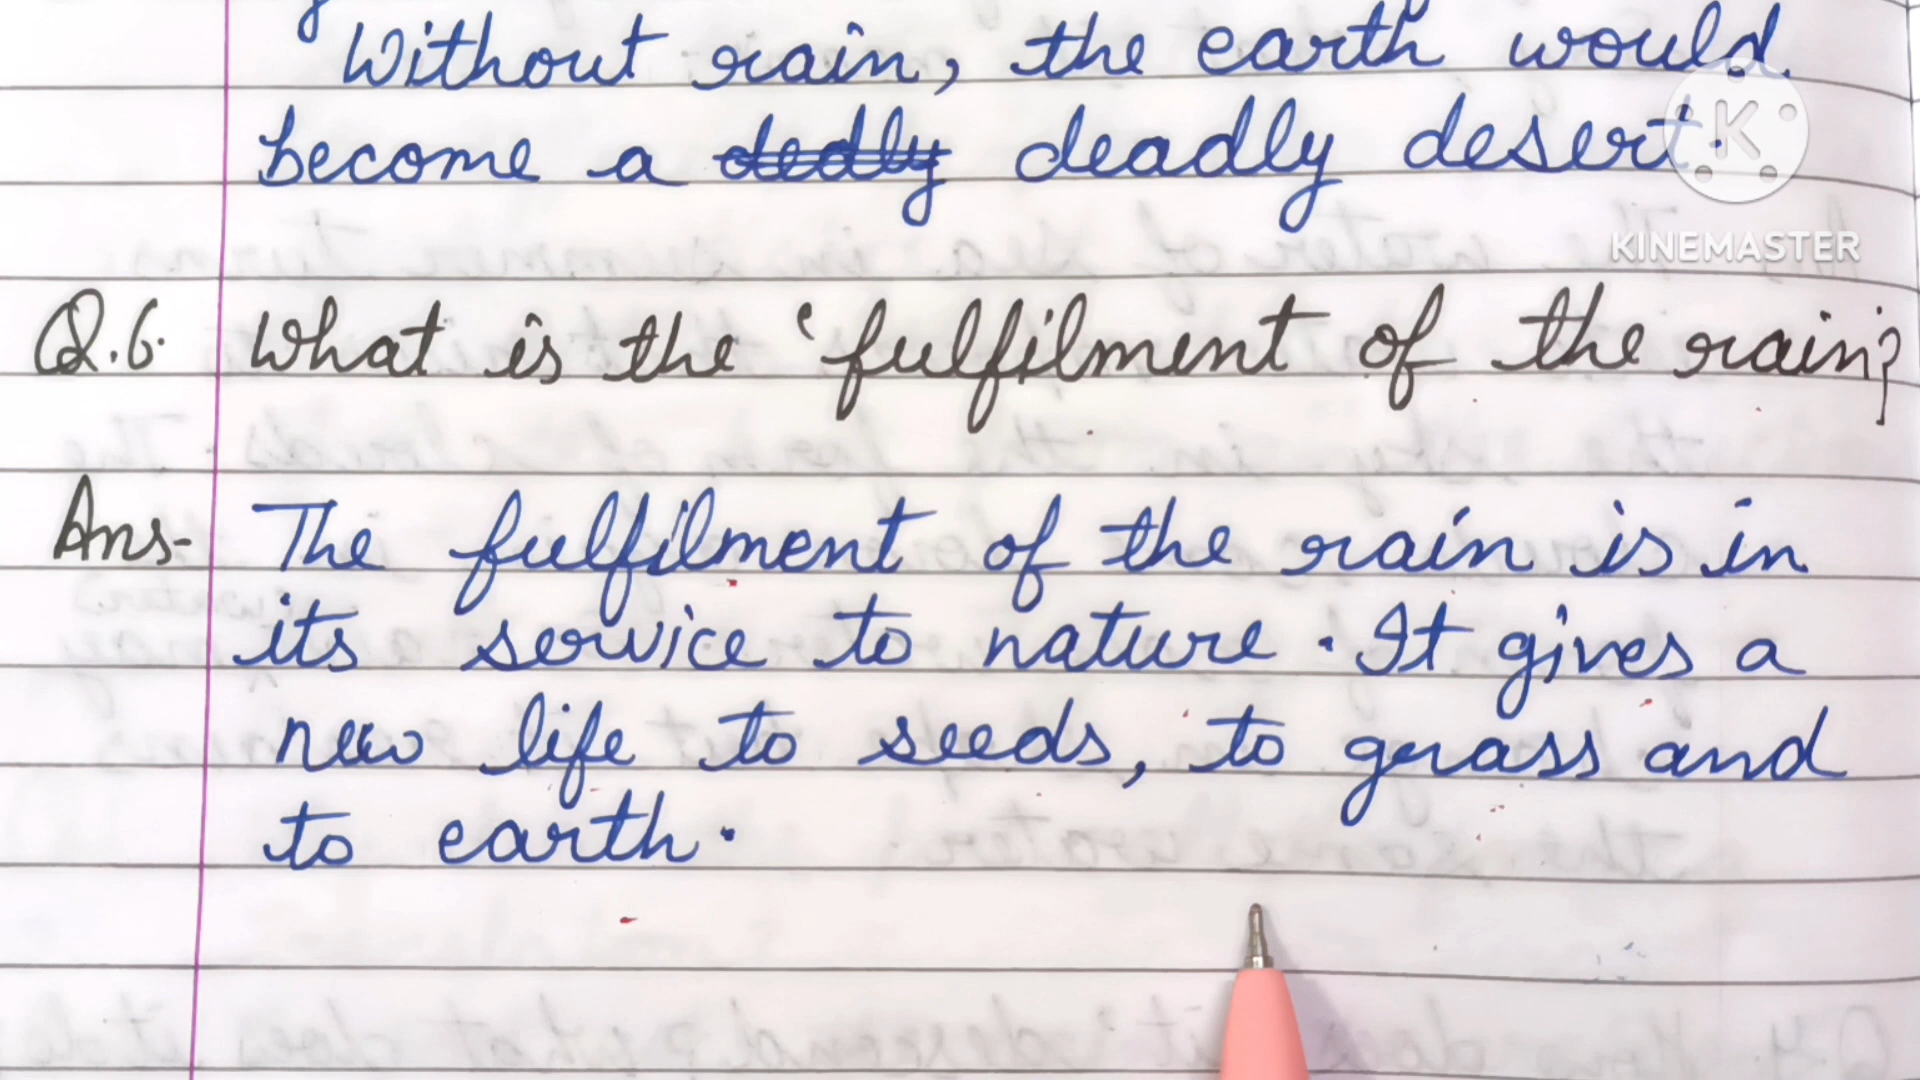 Without rain, the earth would
become a dedly deadly desert.
KINEMASTER
Q.6. What is the 'fulfilment of the rain'?
Ans- The fulfilment of the rain is in
its service to nature. It gives a
new life to seeds, to grass and
to earth.